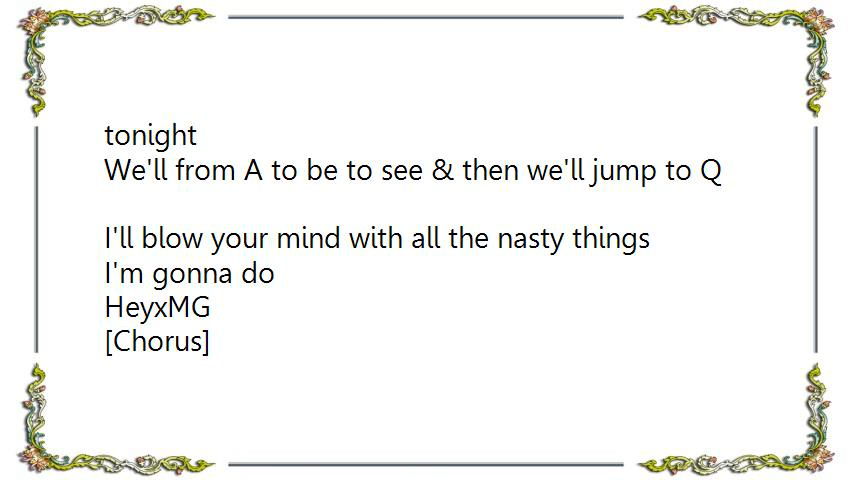 tonight
We'll from A to be to see & then we'll jump to Q
I'll blow your mind with all the nasty things
I'm gonna do
HeyxMG
[Chorus]